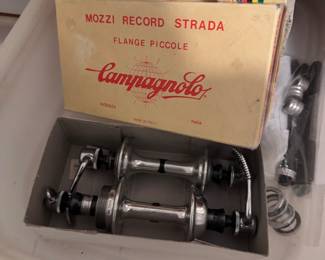 MOZZI RECORD STRADA
FLANGE PICCOLE
Campagnolo